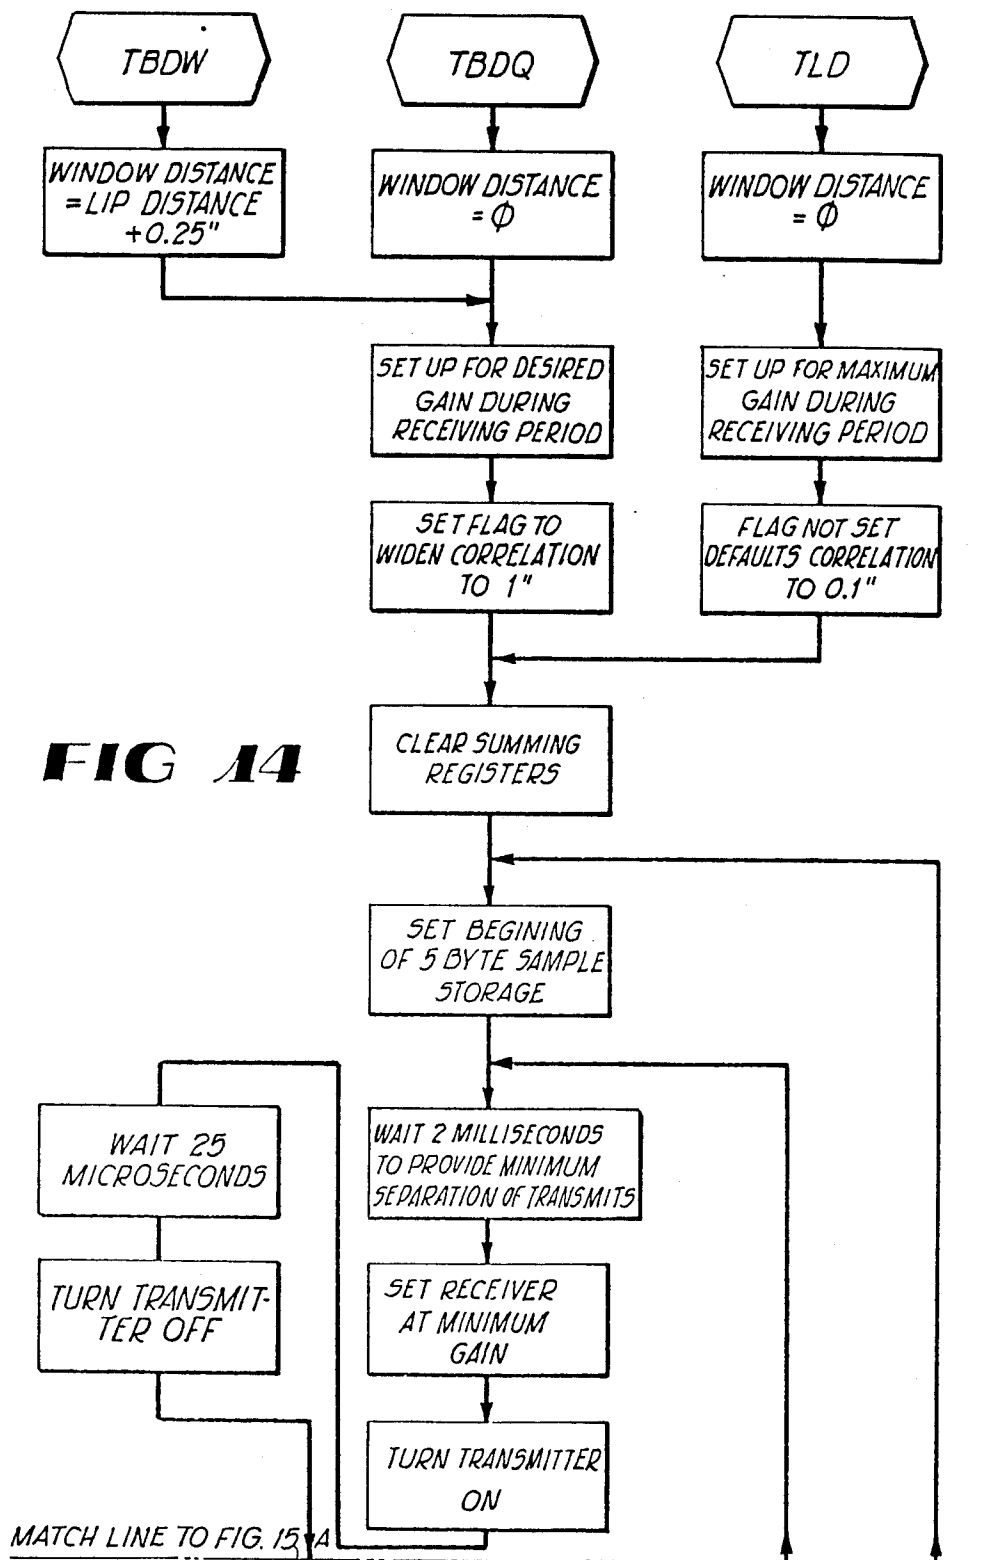 TBDW
TBDQ
TLD
WINDOW DISTANCE
= LIP DISTANCE
+0.25"
WINDOW DISTANCE
= ϕ
WINDOW DISTANCE
= ϕ
SET UP FOR DESIRED
GAIN DURING
RECEIVING PERIOD
SET UP FOR MAXIMUM
GAIN DURING
RECEIVING PERIOD
SET FLAG TO
WIDEN CORRELATION
TO 1"
FLAG NOT SET
DEFAULTS CORRELATION
TO 0.1"
FIG 14
CLEAR SUMMING
REGISTERS
SET BEGINING
OF 5 BYTE SAMPLE
STORAGE
WAIT 25
MICROSECONDS
WAIT 2 MILLISECONDS
TO PROVIDE MINIMUM
SEPARATION OF TRANSMITS
TURN TRANSMIT-
TER OFF
SET RECEIVER
AT MINIMUM
GAIN
TURN TRANSMITTER
ON
MATCH LINE TO FIG. 15 A